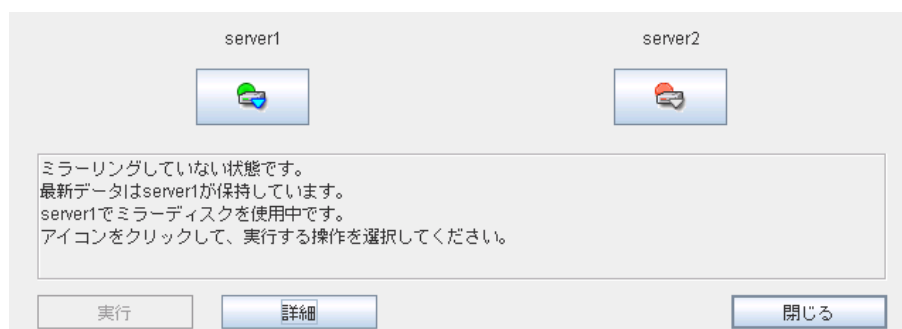 server1
server2
ミラーリングしていない状態です。
最新データはserver1が保持しています。
server1でミラーディスクを使用中です。
アイコンをクリックして、実行する操作を選択してください。
実行
詳細
閉じる